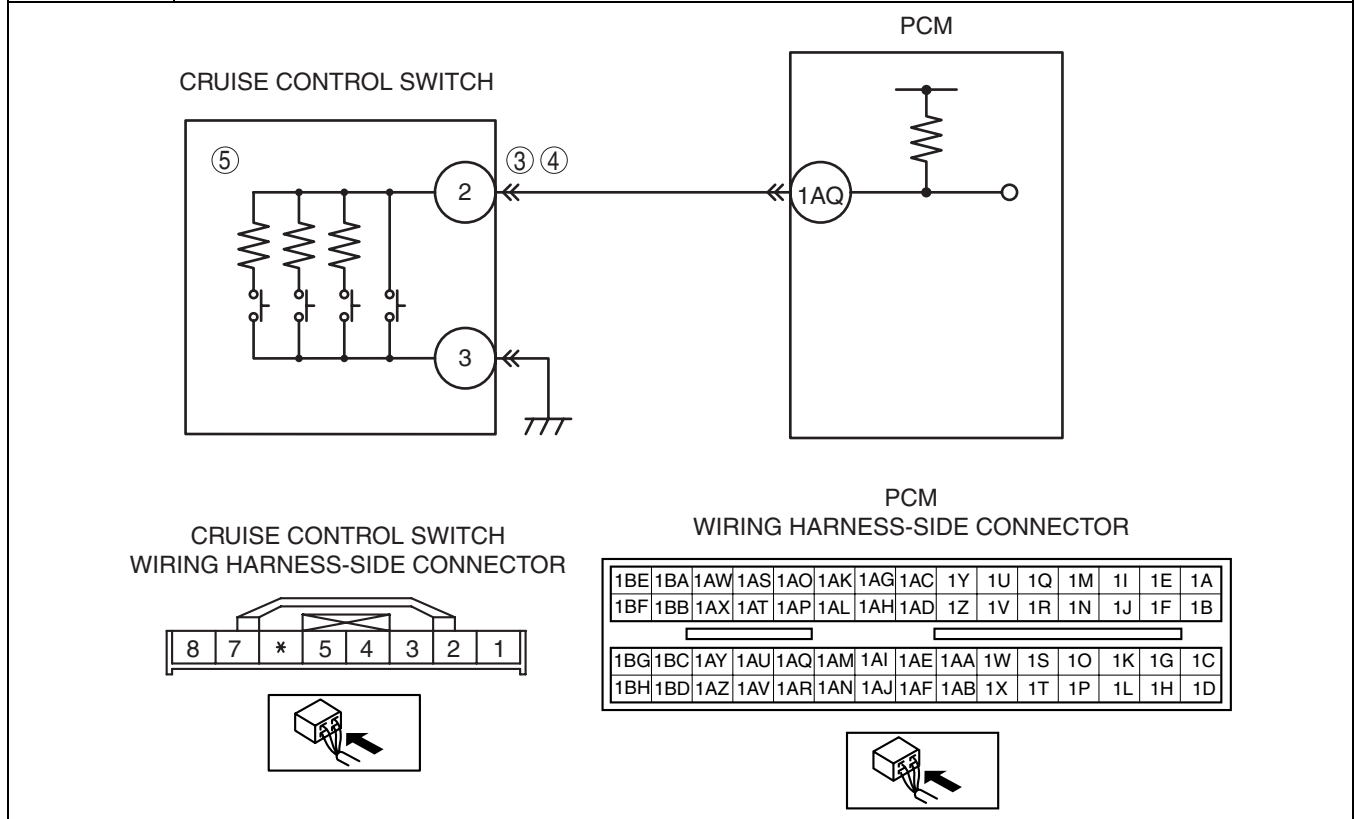 PCM
CRUISE CONTROL SWITCH
⑤
③ ④
2
1AQ
3
PCM
WIRING HARNESS-SIDE CONNECTOR
CRUISE CONTROL SWITCH
WIRING HARNESS-SIDE CONNECTOR
1BE 1BA 1AW 1AS 1AO 1AK 1AG 1AC 1Y 1U 1Q 1M 1I 1E 1A
1BF 1BB 1AX 1AT 1AP 1AL 1AH 1AD 1Z 1V 1R 1N 1J 1F 1B
8 7 * 5 4 3 2 1
1BG 1BC 1AY 1AU 1AQ 1AM 1AI 1AE 1AA 1W 1S 1O 1K 1G 1C
1BH 1BD 1AZ 1AV 1AR 1AN 1AJ 1AF 1AB 1X 1T 1P 1L 1H 1D